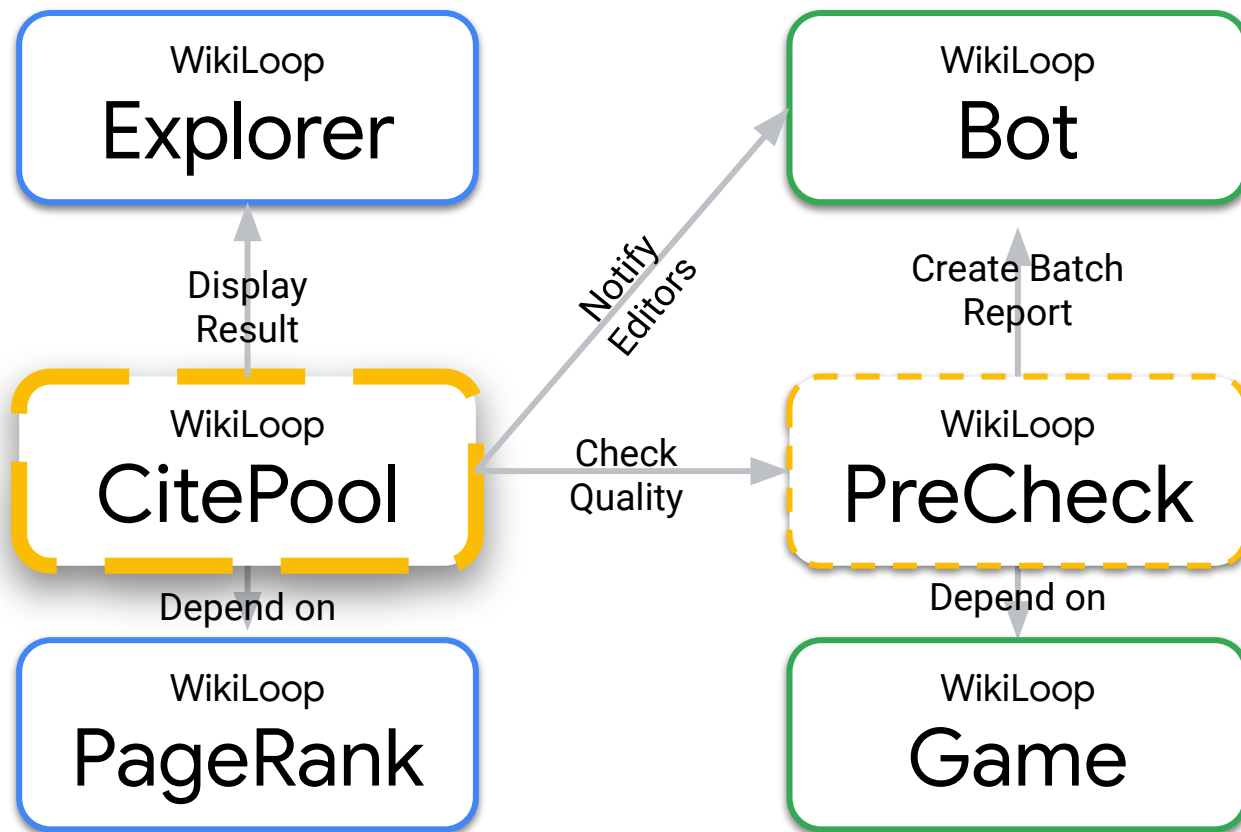 WikiLoop
Explorer
WikiLoop
Bot
Display
Result
Notify
Editors
Create Batch
Report
WikiLoop
CitePool
Check
Quality
WikiLoop
PreCheck
Depend on
Depend on
WikiLoop
PageRank
WikiLoop
Game